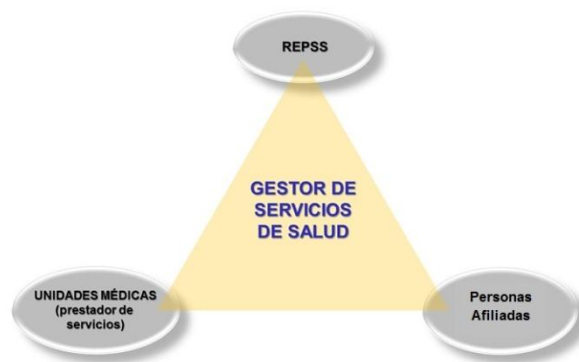 REPSS
GESTOR DE
SERVICIOS
DE SALUD
UNIDADES MÉDICAS
(prestador de
servicios)
Personas
Afiliadas